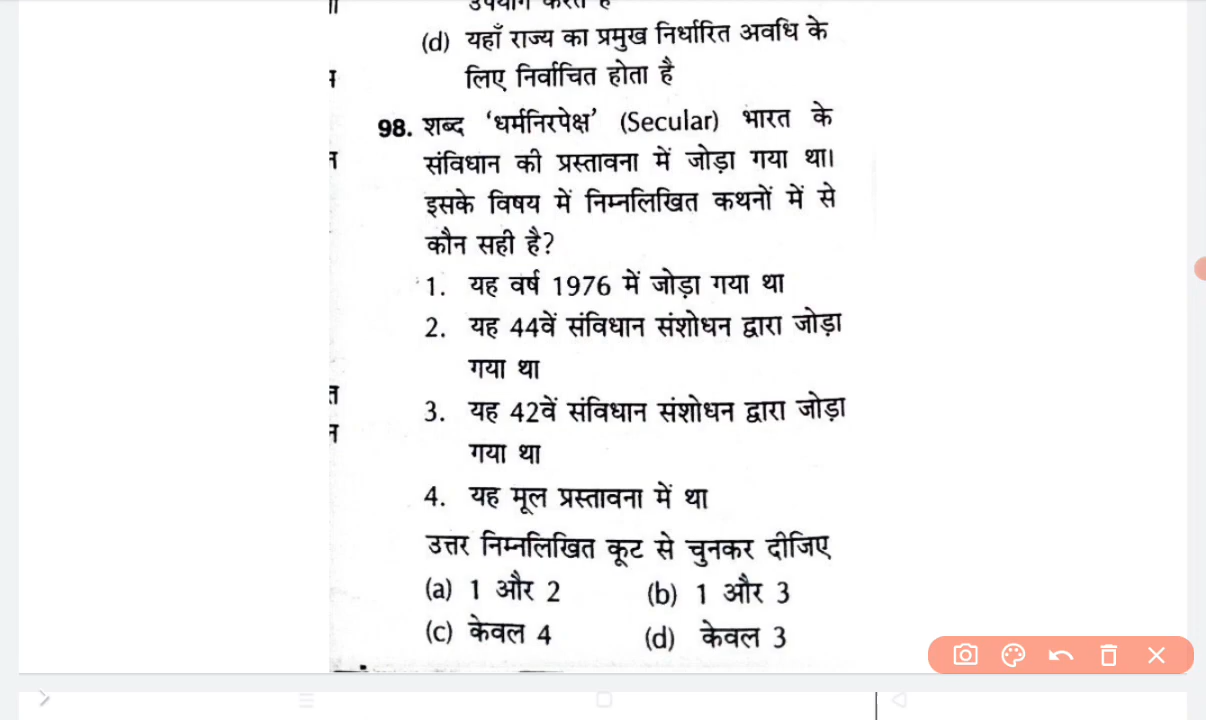 (d) यहाँ राज्य का प्रमुख निर्धारित अवधि के
लिए निर्वाचित होता है
98. शब्द ‘धर्मनिरपेक्ष’ (Secular) भारत के
संविधान की प्रस्तावना में जोड़ा गया था।
इसके विषय में निम्नलिखित कथनों में से
कौन सही है?
1. यह वर्ष 1976 में जोड़ा गया था
2. यह 44वें संविधान संशोधन द्वारा जोड़ा
गया था
3. यह 42वें संविधान संशोधन द्वारा जोड़ा
गया था
4. यह मूल प्रस्तावना में था
उत्तर निम्नलिखित कूट से चुनकर दीजिए
(a) 1 और 2 (b) 1 और 3
(c) केवल 4 (d) केवल 3